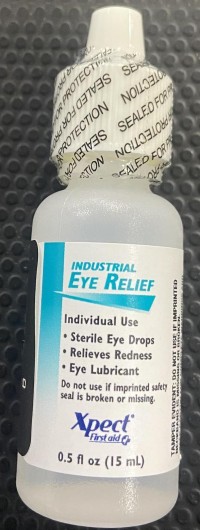 SEALED FOR PROTECTION
INDUSTRIAL
EYE RELIEF
Individual Use
• Sterile Eye Drops
• Relieves Redness
• Eye Lubricant
Do not use if imprinted safety
seal is broken or missing.
Xpect®
First aid
0.5 fl oz (15 mL)
TAMPER EVIDENT: DO NOT USE IF IMPRINTED